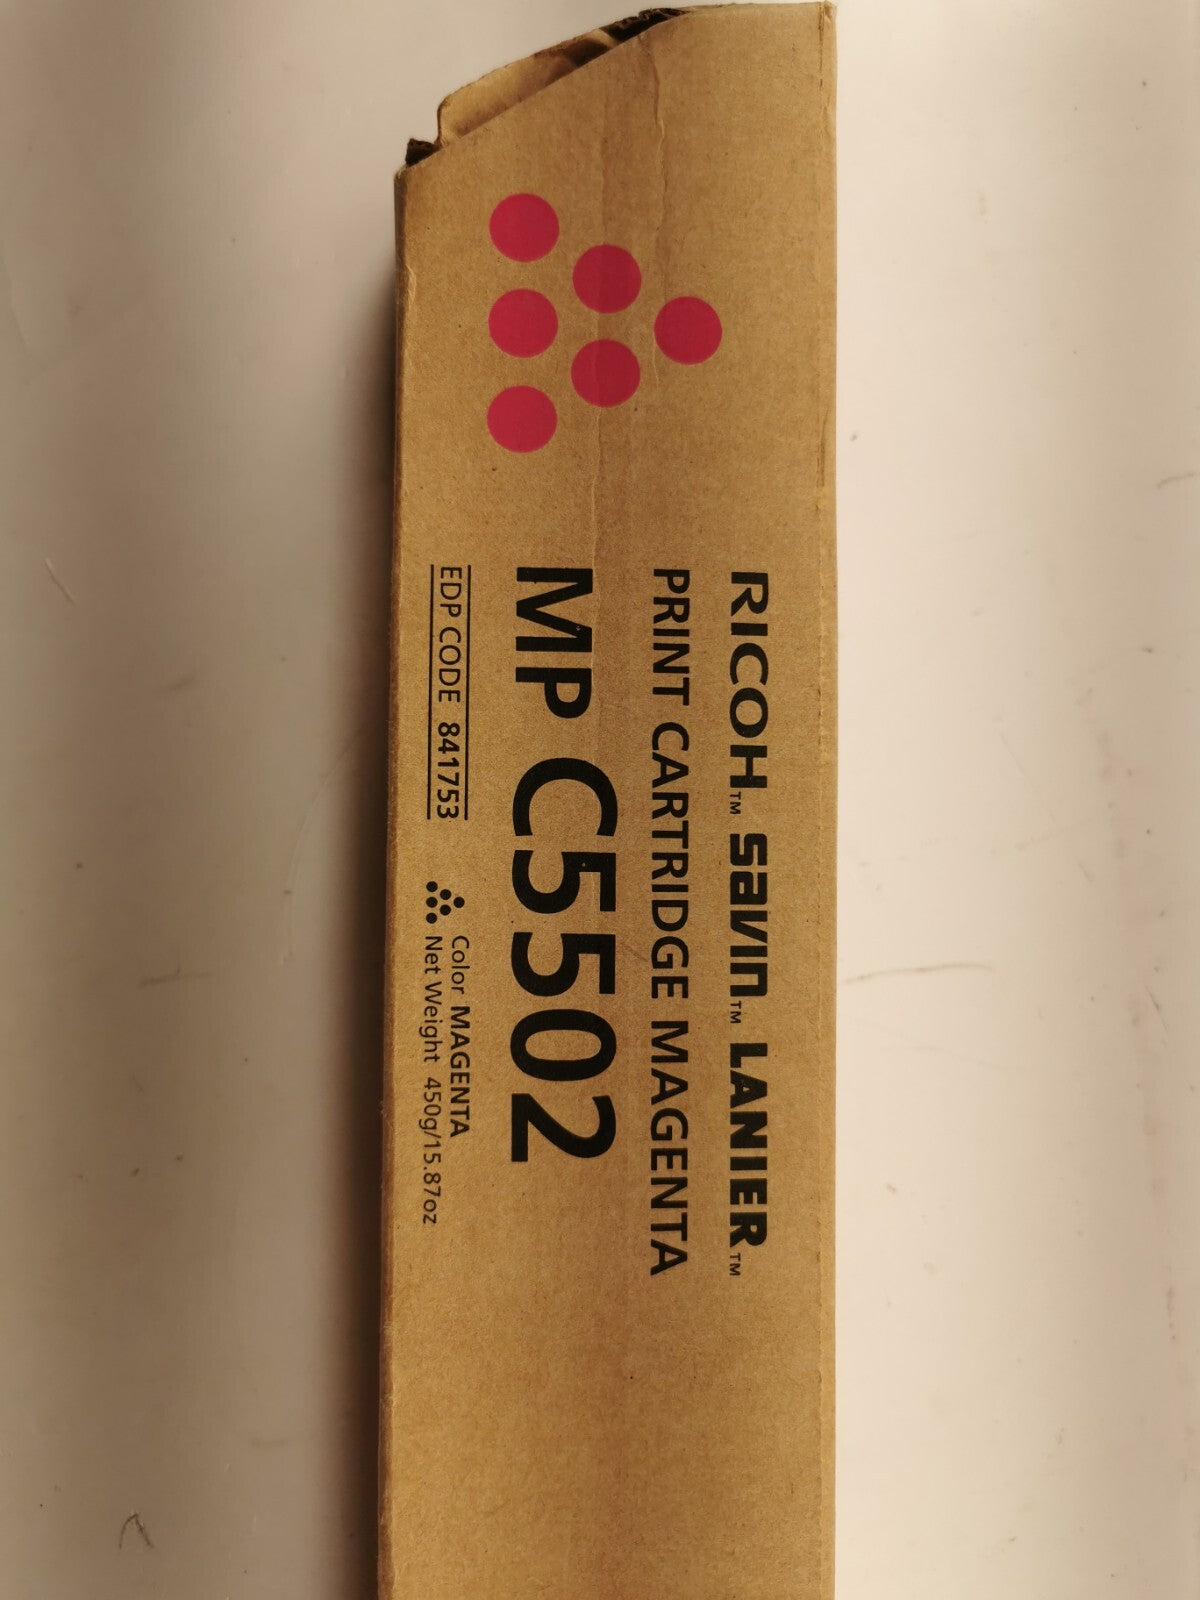 RICOH™ savin™ LANIER™
PRINT CARTRIDGE MAGENTA
MP C5502
EDP CODE 841753
Color MAGENTA
Net Weight 450g/15.87oz